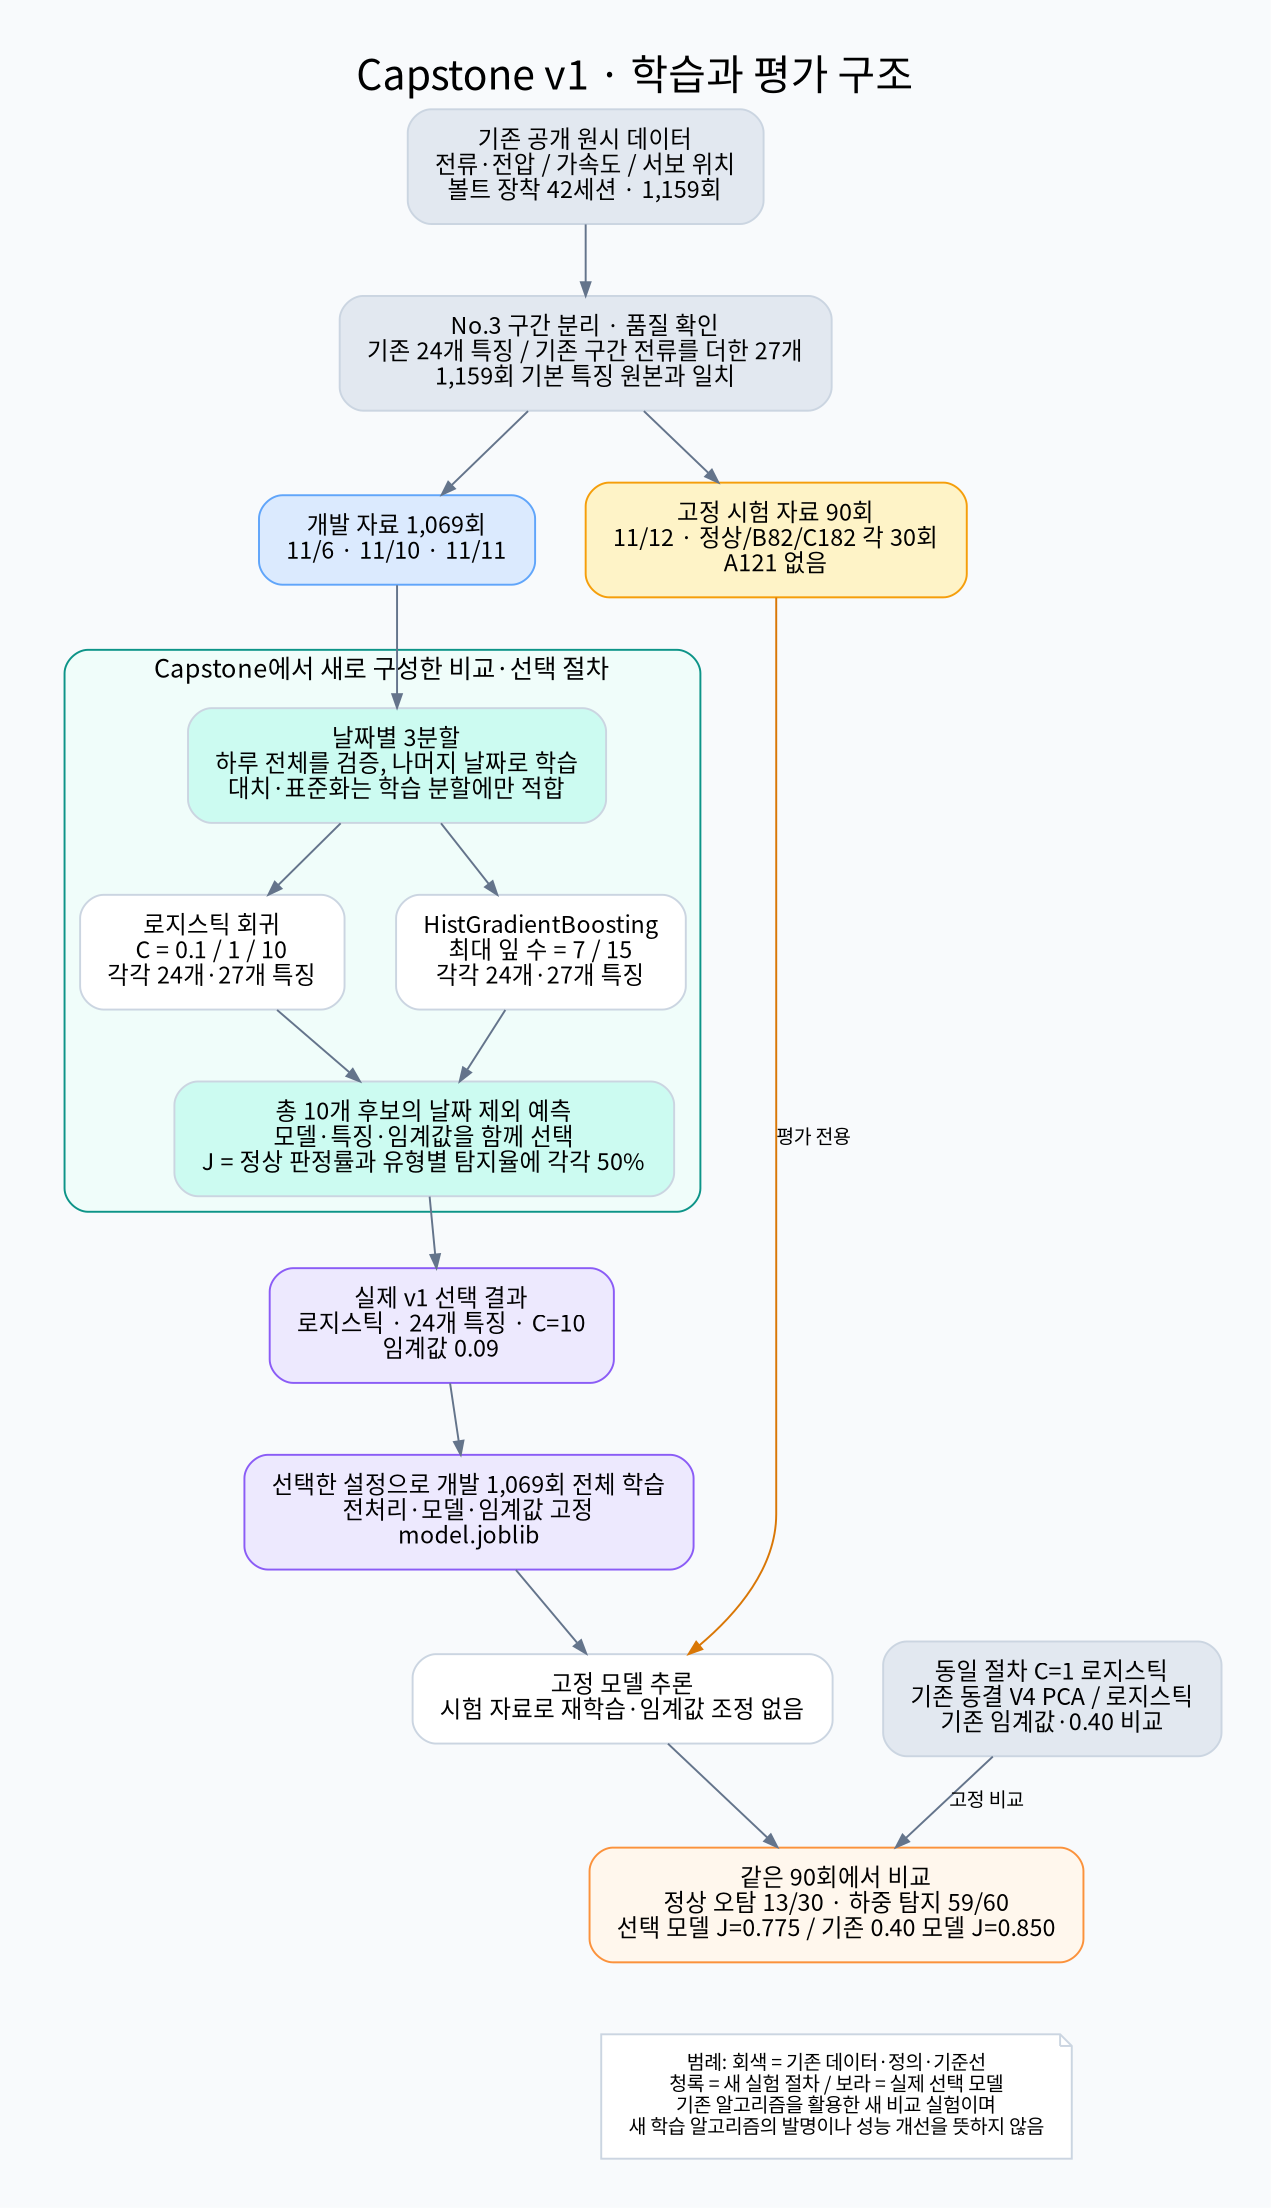 Capstone v1 · 학습과 평가 구조
기존 공개 원시 데이터
전류·전압 / 가속도 / 서보 위치
볼트 장착 42세션 · 1,159회
No.3 구간 분리 · 품질 확인
기존 24개 특징 / 기존 구간 전류를 더한 27개
1,159회 기본 특징 원본과 일치
개발 자료 1,069회
11/6 · 11/10 · 11/11
고정 시험 자료 90회
11/12 · 정상/B82/C182 각 30회
A121 없음
Capstone에서 새로 구성한 비교·선택 절차
날짜별 3분할
하루 전체를 검증, 나머지 날짜로 학습
대치·표준화는 학습 분할에만 적합
로지스틱 회귀
C = 0.1 / 1 / 10
각각 24개·27개 특징
HistGradientBoosting
최대 잎 수 = 7 / 15
각각 24개·27개 특징
총 10개 후보의 날짜 제외 예측
모델·특징·임계값을 함께 선택
J = 정상 판정률과 유형별 탐지율에 각각 50%
평가 전용
실제 v1 선택 결과
로지스틱 · 24개 특징 · C=10
임계값 0.09
선택한 설정으로 개발 1,069회 전체 학습
전처리·모델·임계값 고정
model.joblib
고정 모델 추론
시험 자료로 재학습·임계값 조정 없음
동일 절차 C=1 로지스틱
기존 동결 V4 PCA / 로지스틱
기존 임계값·0.40 비교
고정 비교
같은 90회에서 비교
정상 오탐 13/30 · 하중 탐지 59/60
선택 모델 J=0.775 / 기존 0.40 모델 J=0.850
범례: 회색 = 기존 데이터·정의·기준선
청록 = 새 실험 절차 / 보라 = 실제 선택 모델
기존 알고리즘을 활용한 새 비교 실험이며
새 학습 알고리즘의 발명이나 성능 개선을 뜻하지 않음